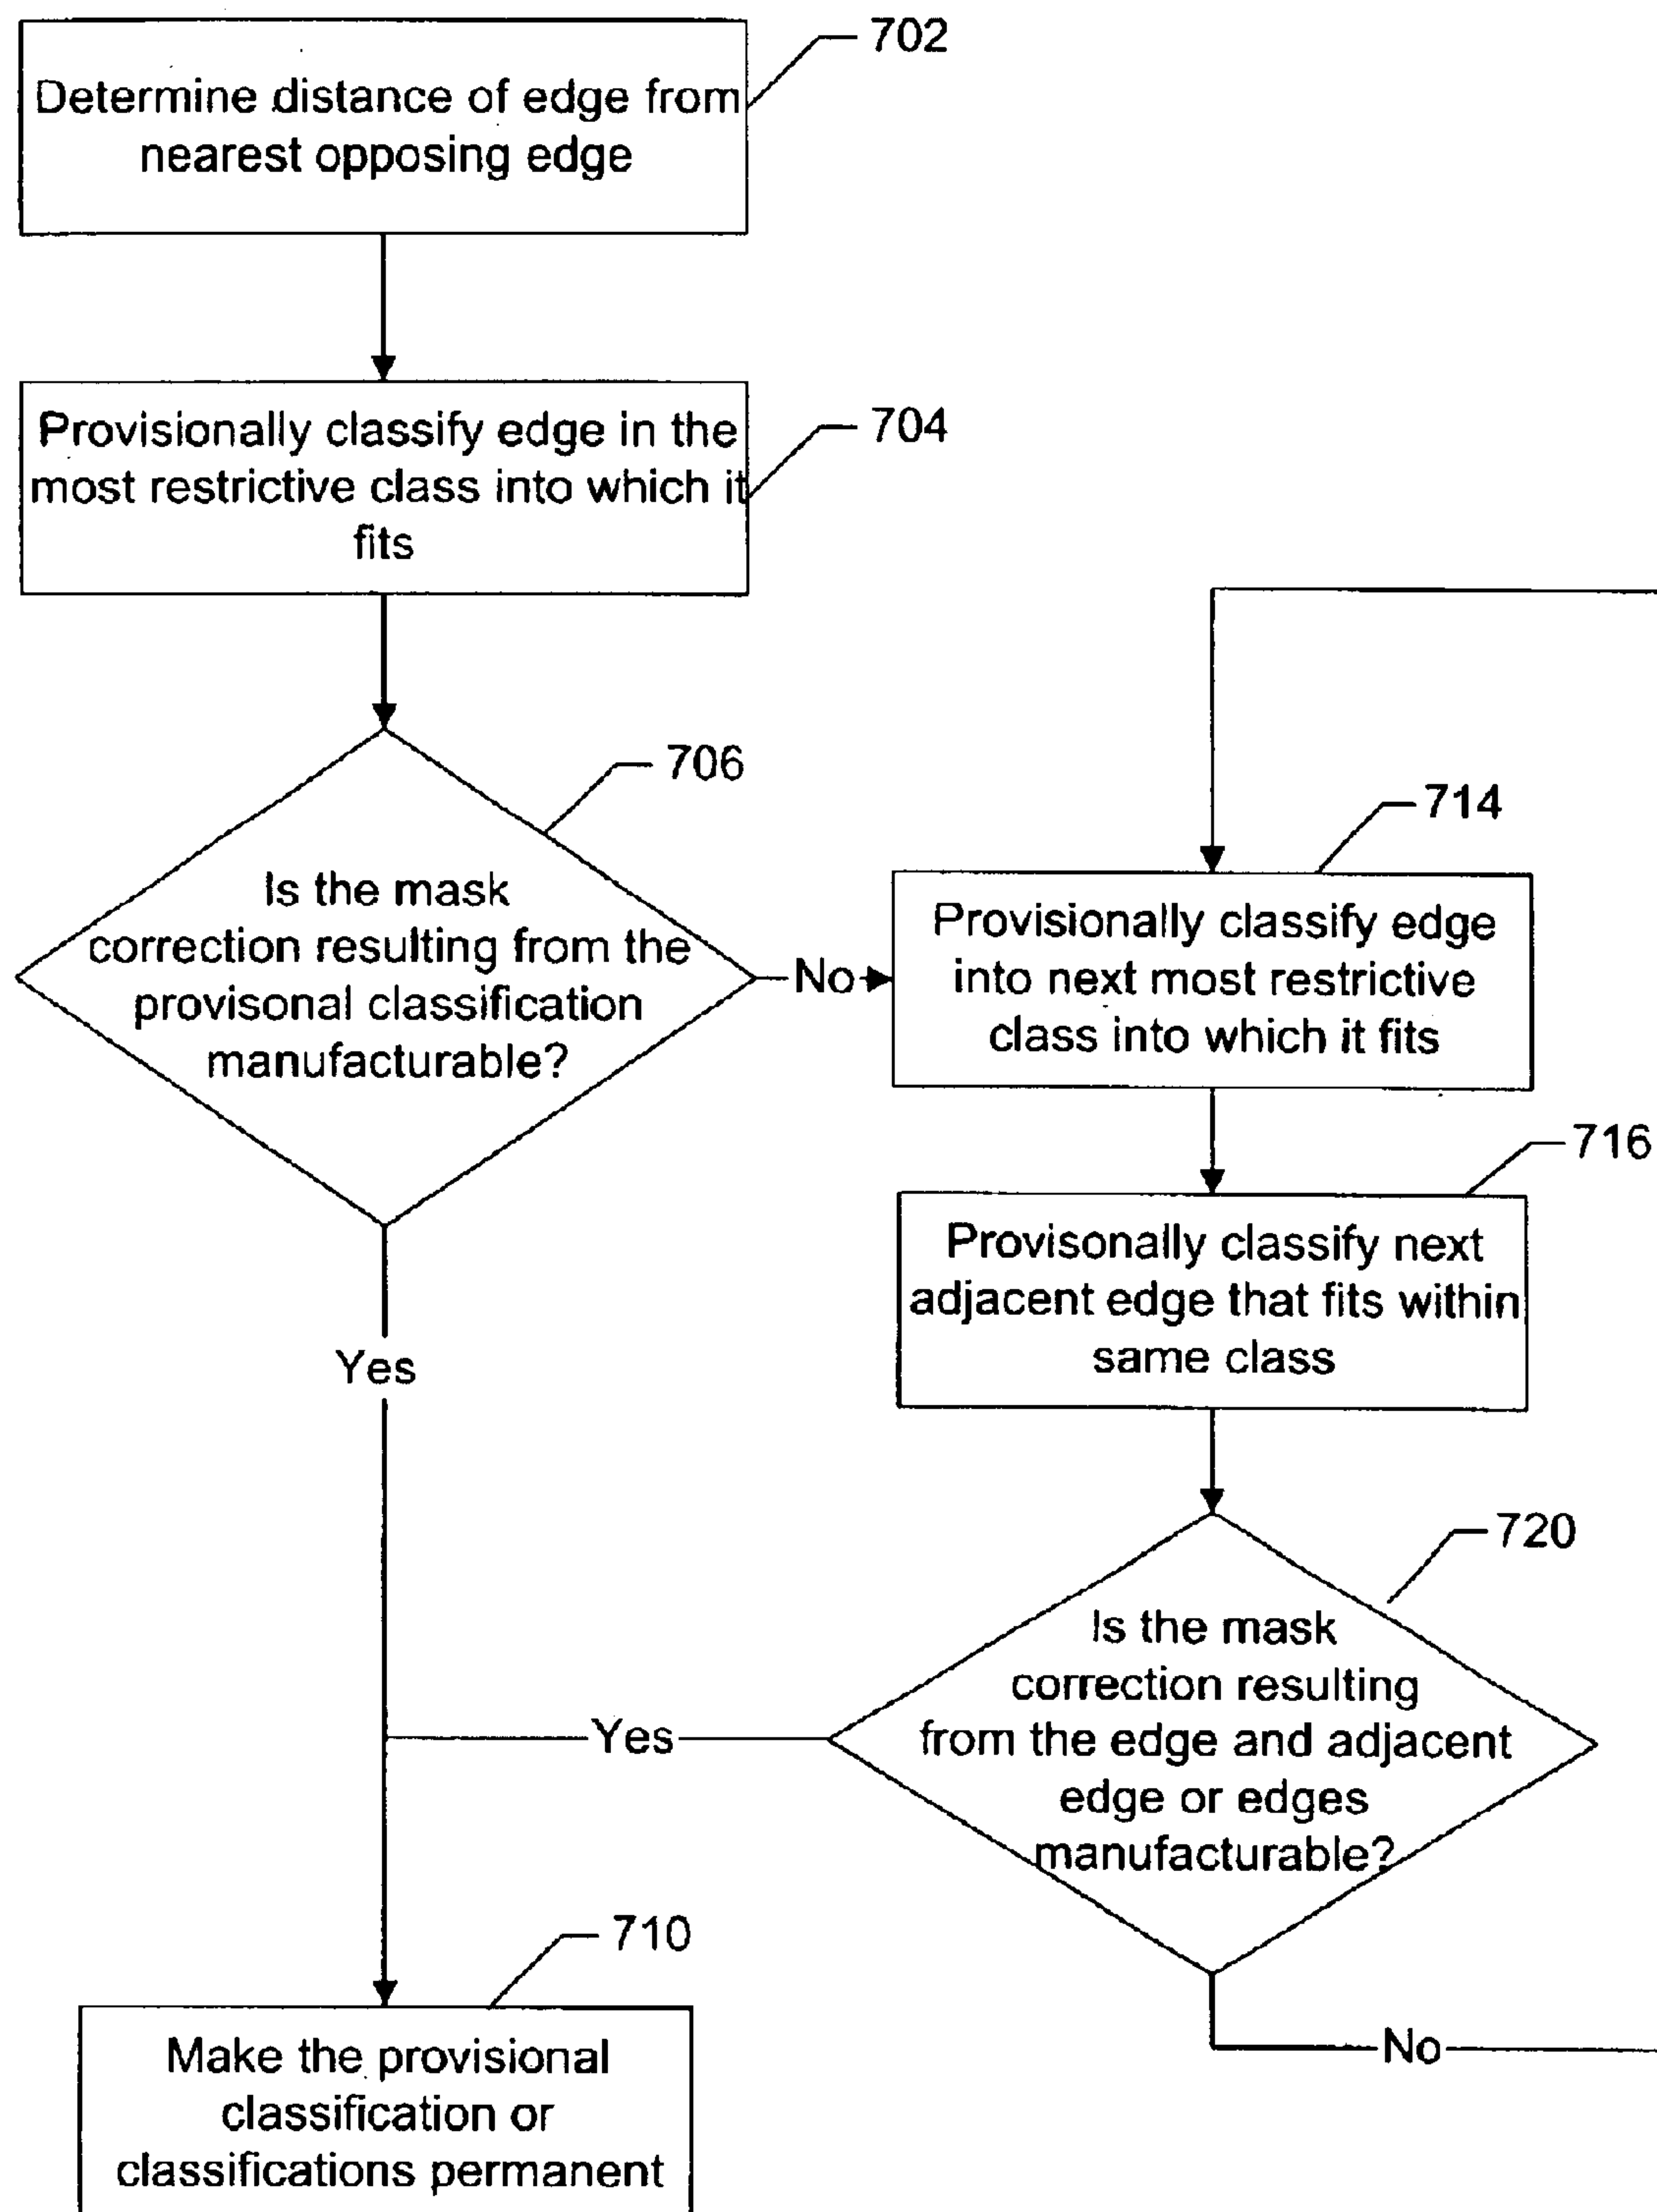 702
Determine distance of edge from
nearest opposing edge
Provisionally classify edge in the
most restrictive class into which it
fits
704
706
Is the mask
correction resulting from the
provisonal classification
manufacturable?
No
714
Provisionally classify edge
into next most restrictive
class into which it fits
716
Provisonally classify next
adjacent edge that fits within
same class
Yes
720
Is the mask
correction resulting
from the edge and adjacent
edge or edges
manufacturable?
Yes
No
710
Make the provisional
classification or
classifications permanent